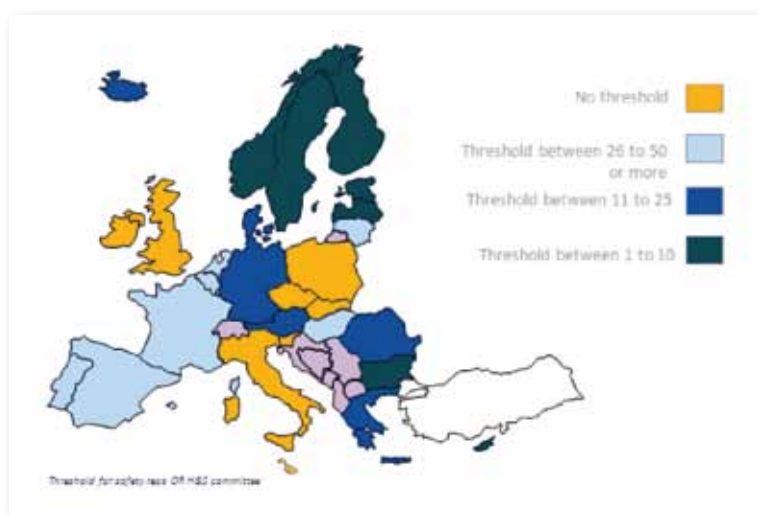 No threshold
Threshold between 26 to 50
or more
Threshold between 11 to 25
Threshold between 1 to 10
Threshold for safety reps OR H&S committee